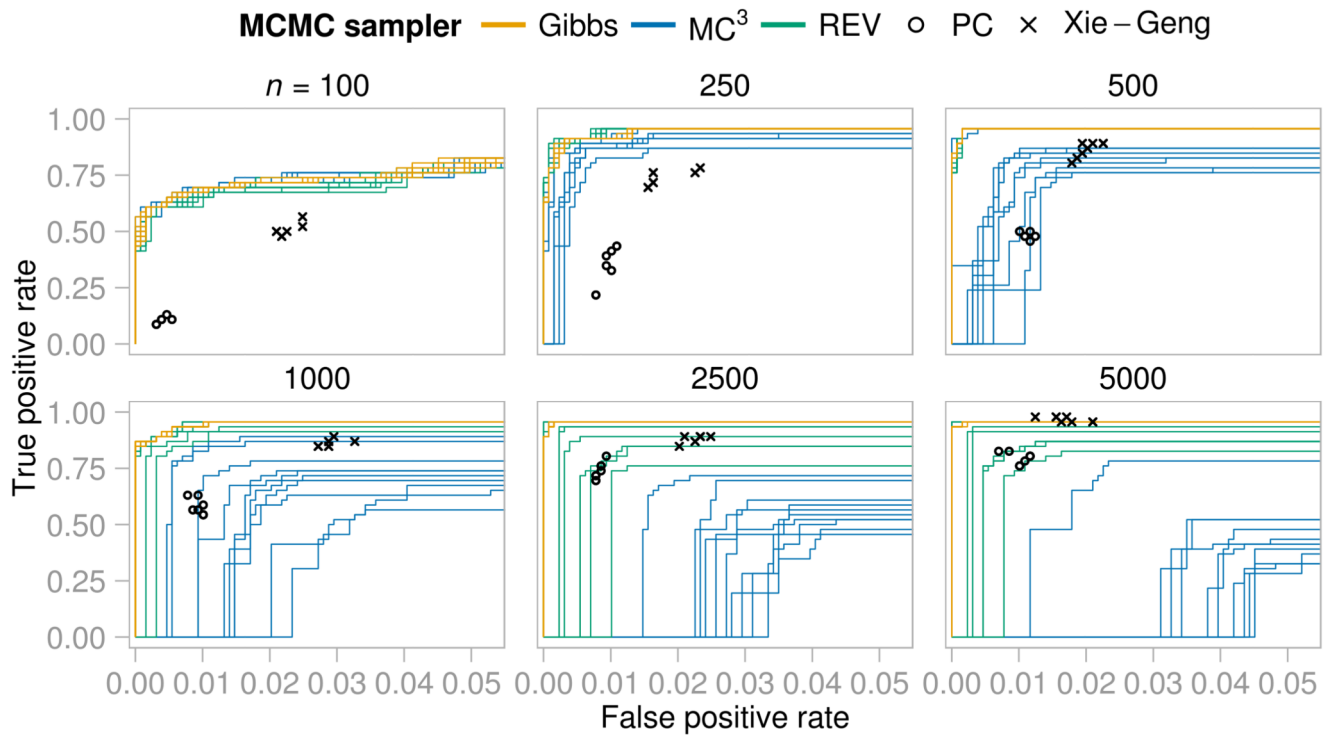 MCMC sampler Gibbs MC³ REV PC Xie – Geng
n = 100 250 500
1.00
0.75
0.50
0.25
0.00
True positive rate
1000 2500 5000
1.00
0.75
0.50
0.25
0.00
0.00 0.01 0.02 0.03 0.04 0.05 0.00 0.01 0.02 0.03 0.04 0.05 0.00 0.01 0.02 0.03 0.04 0.05
False positive rate